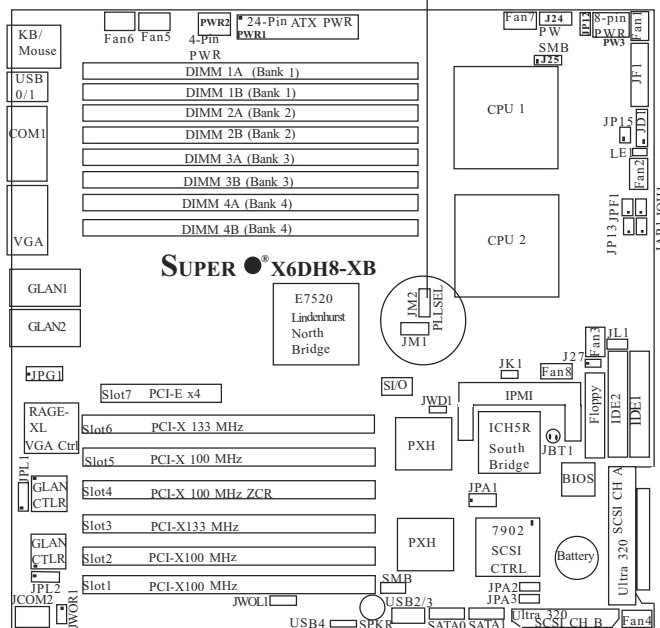 KB/
Mouse
Fan6
Fan5
PWR2
4-Pin
PWR
24-Pin ATX PWR
PWR1
Fan7
J24
PW
SMB
J25
JP12
8-pin
PWR
PW3
Fan1
JF1
USB
0/1
COM1
VGA
GLAN1
GLAN2
DIMM 1A (Bank 1)
DIMM 1B (Bank 1)
DIMM 2A (Bank 2)
DIMM 2B (Bank 2)
DIMM 3A (Bank 3)
DIMM 3B (Bank 3)
DIMM 4A (Bank 4)
DIMM 4B (Bank 4)
CPU 1
CPU 2
JP15
JD1
LE1
Fan2
JPF1
JP13
SUPER ®X6DH8-XB
E7520
Lindenhurst
North
Bridge
JM2
PLLSEL
JM1
Fan3
JL1
J27
Fan8
JK1
IPMI
Floppy
IDE2
IDE1
JPG1
Slot7 PCI-E x4
SI/O
JWD1
RAGE-
XL
VGA Ctrl
Slot6 PCI-X 133 MHz
Slot5 PCI-X 100 MHz
Slot4 PCI-X 100 MHz ZCR
Slot3 PCI-X133 MHz
Slot2 PCI-X100 MHz
Slot1 PCI-X100 MHz
PXH
ICH5R
South
Bridge
JBT1
BIOS
JPL1
GLAN
CTLR
GLAN
CTLR
JPL2
JCOM2
JWOR1
JPA1
PXH
7902
SCSI
CTRL
Battery
Ultra 320 SCSI CH A
SMB
JWOL1
JPA2
JPA3
USB4
SPKR
USB2/3
SATA0
SATA1
Ultra 320
SCSI CH B
Fan4